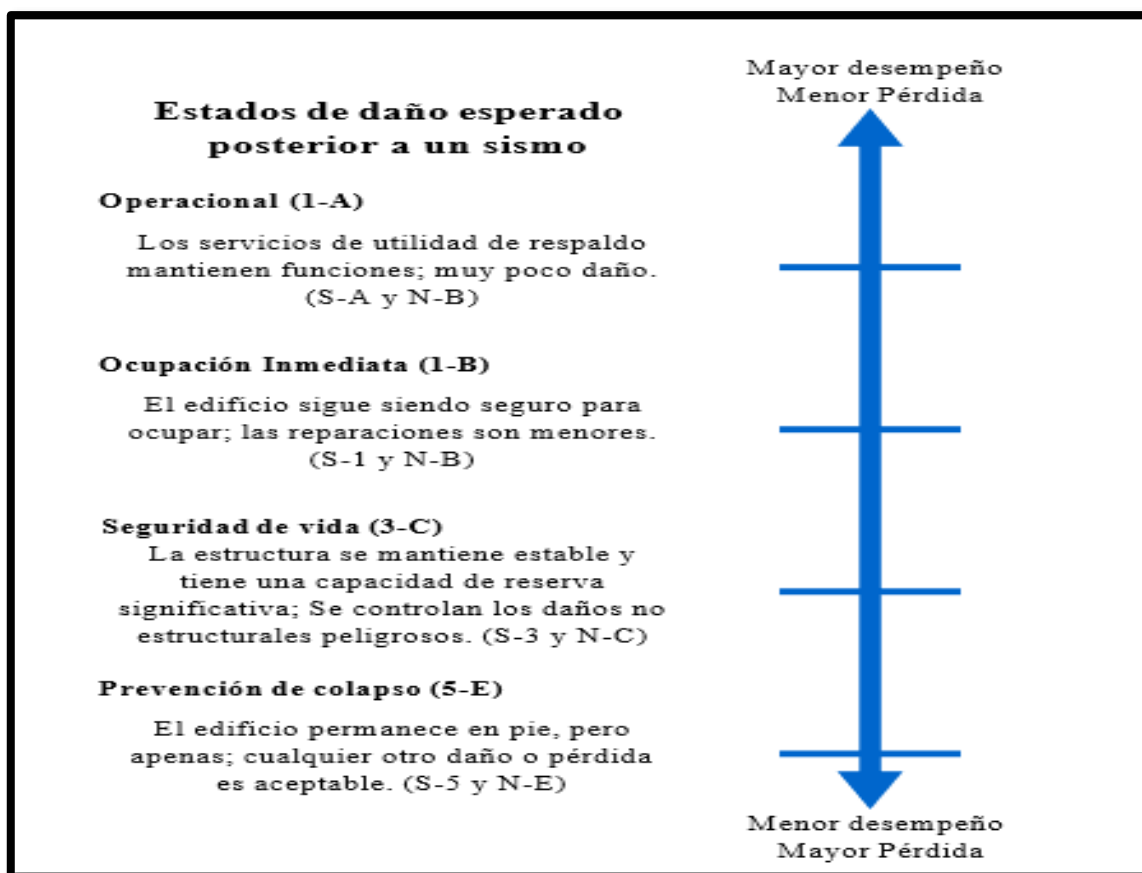 Mayor desempeño
Menor Pérdida
Estados de daño esperado
posterior a un sismo
Operacional (1-A)
Los servicios de utilidad de respaldo
mantienen funciones; muy poco daño.
(S-A y N-B)
Ocupación Inmediata (1-B)
El edificio sigue siendo seguro para
ocupar; las reparaciones son menores.
(S-1 y N-B)
Seguridad de vida (3-C)
La estructura se mantiene estable y
tiene una capacidad de reserva
significativa; Se controlan los daños no
estructurales peligrosos. (S-3 y N-C)
Prevención de colapso (5-E)
El edificio permanece en pie, pero
apenas; cualquier otro daño o pérdida
es aceptable. (S-5 y N-E)
Menor desempeño
Mayor Pérdida